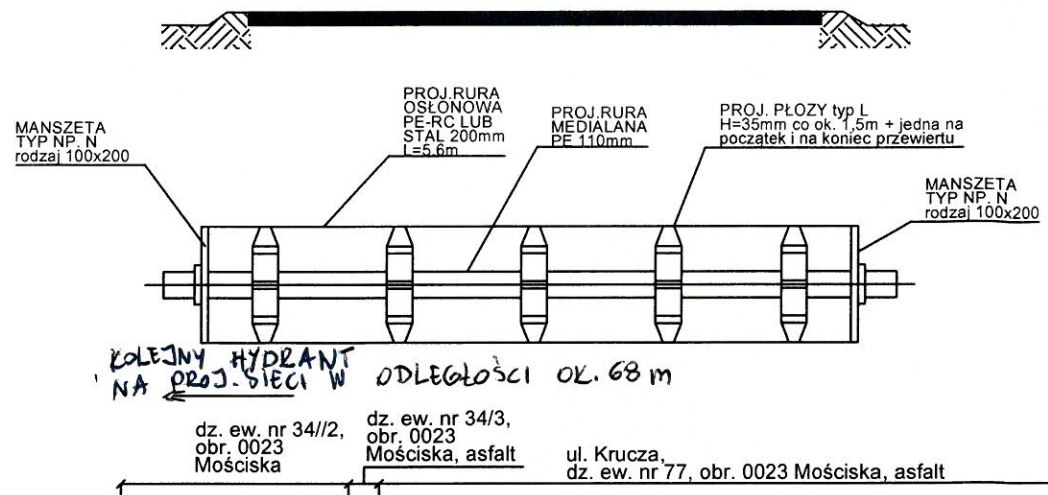 MANSZETA
TYP NP. N
rodzaj 100x200
PROJ.RURA
OSŁONOWA
PE-RC LUB
STAL 200mm
L=5.6m
PROJ.RURA
MEDIALANA
PE 110mm
PROJ. PŁOZY typ L
H=35mm co ok. 1,5m + jedna na
początek i na koniec przewiertu
MANSZETA
TYP NP. N
rodzaj 100x200
KOLEJNY HYDRANT
NA PROJ. SIECI W ODLEGŁOŚCI OK. 68 m
dz. ew. nr 34//2,
obr. 0023
Mościska
dz. ew. nr 34/3,
obr. 0023
Mościska, asfalt
ul. Krucza,
dz. ew. nr 77, obr. 0023 Mościska, asfalt